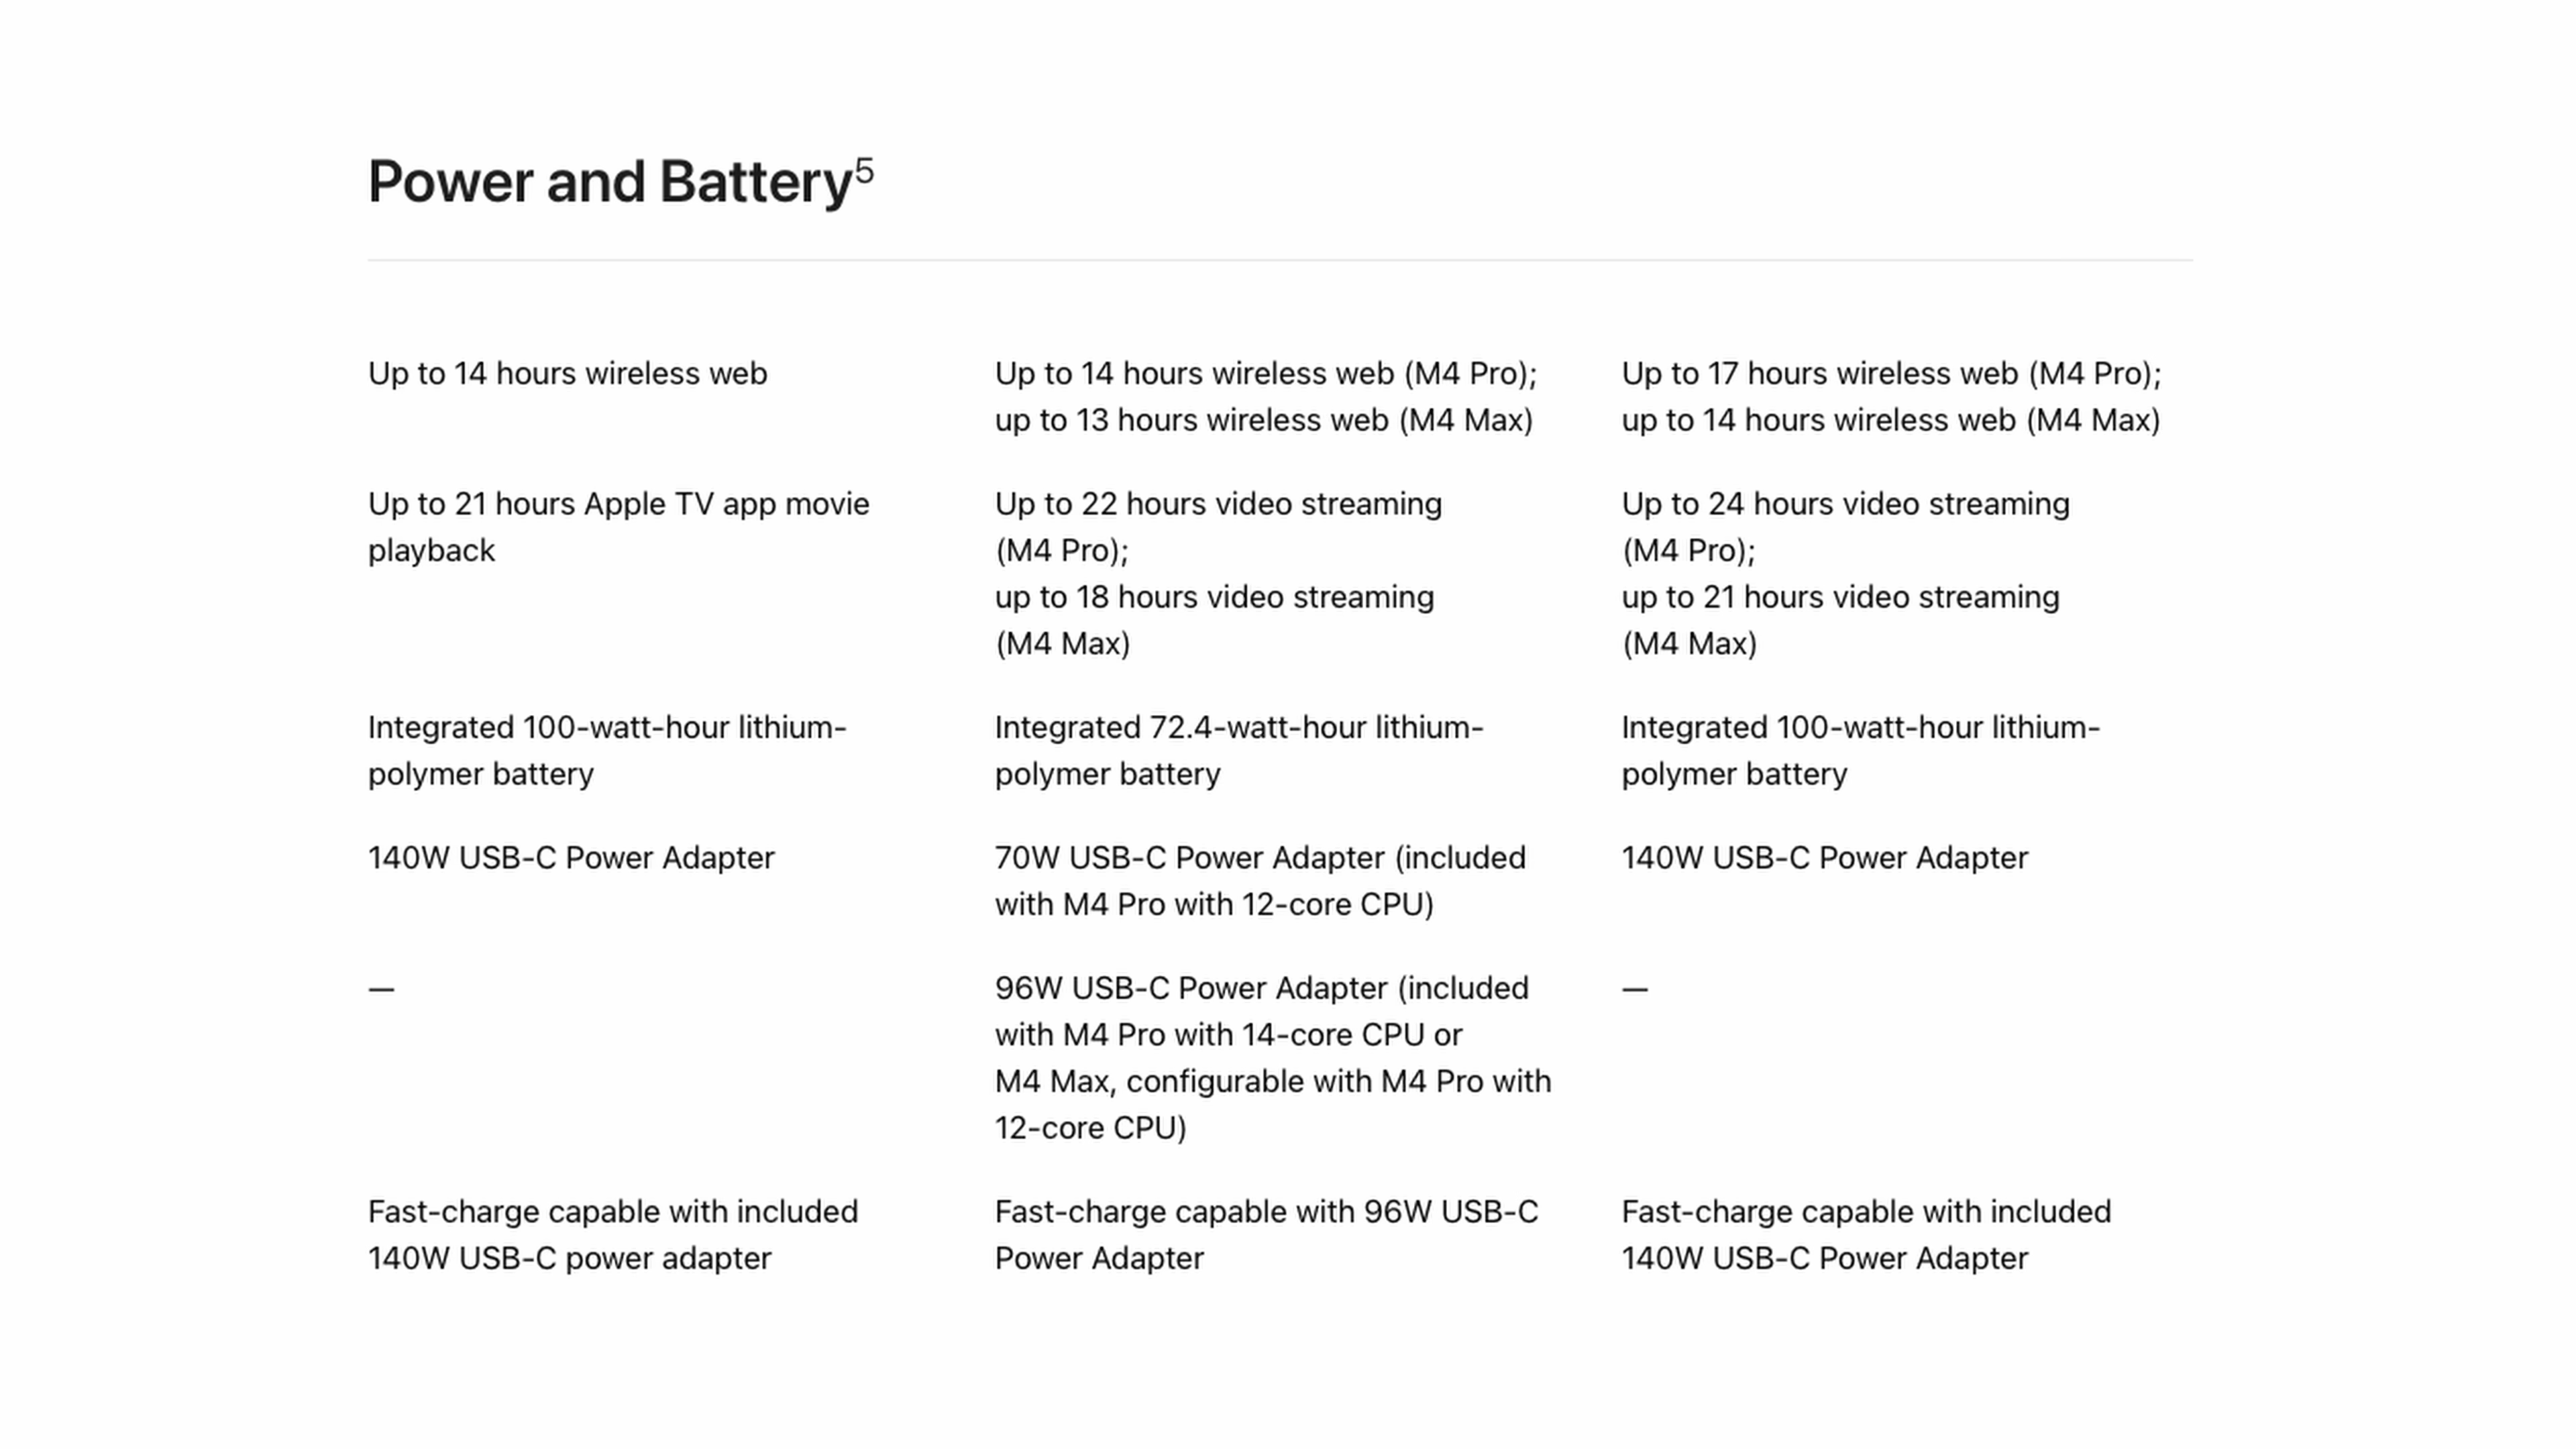 Power and Battery5
Up to 14 hours wireless web
Up to 14 hours wireless web (M4 Pro);
up to 13 hours wireless web (M4 Max)
Up to 17 hours wireless web (M4 Pro);
up to 14 hours wireless web (M4 Max)
Up to 21 hours Apple TV app movie
playback
Up to 22 hours video streaming
(M4 Pro);
up to 18 hours video streaming
(M4 Max)
Up to 24 hours video streaming
(M4 Pro);
up to 21 hours video streaming
(M4 Max)
Integrated 100-watt-hour lithium-
polymer battery
Integrated 72.4-watt-hour lithium-
polymer battery
Integrated 100-watt-hour lithium-
polymer battery
140W USB-C Power Adapter
70W USB-C Power Adapter (included
with M4 Pro with 12-core CPU)
140W USB-C Power Adapter
—
96W USB-C Power Adapter (included
with M4 Pro with 14-core CPU or
M4 Max, configurable with M4 Pro with
12-core CPU)
—
Fast-charge capable with included
140W USB-C power adapter
Fast-charge capable with 96W USB-C
Power Adapter
Fast-charge capable with included
140W USB-C Power Adapter